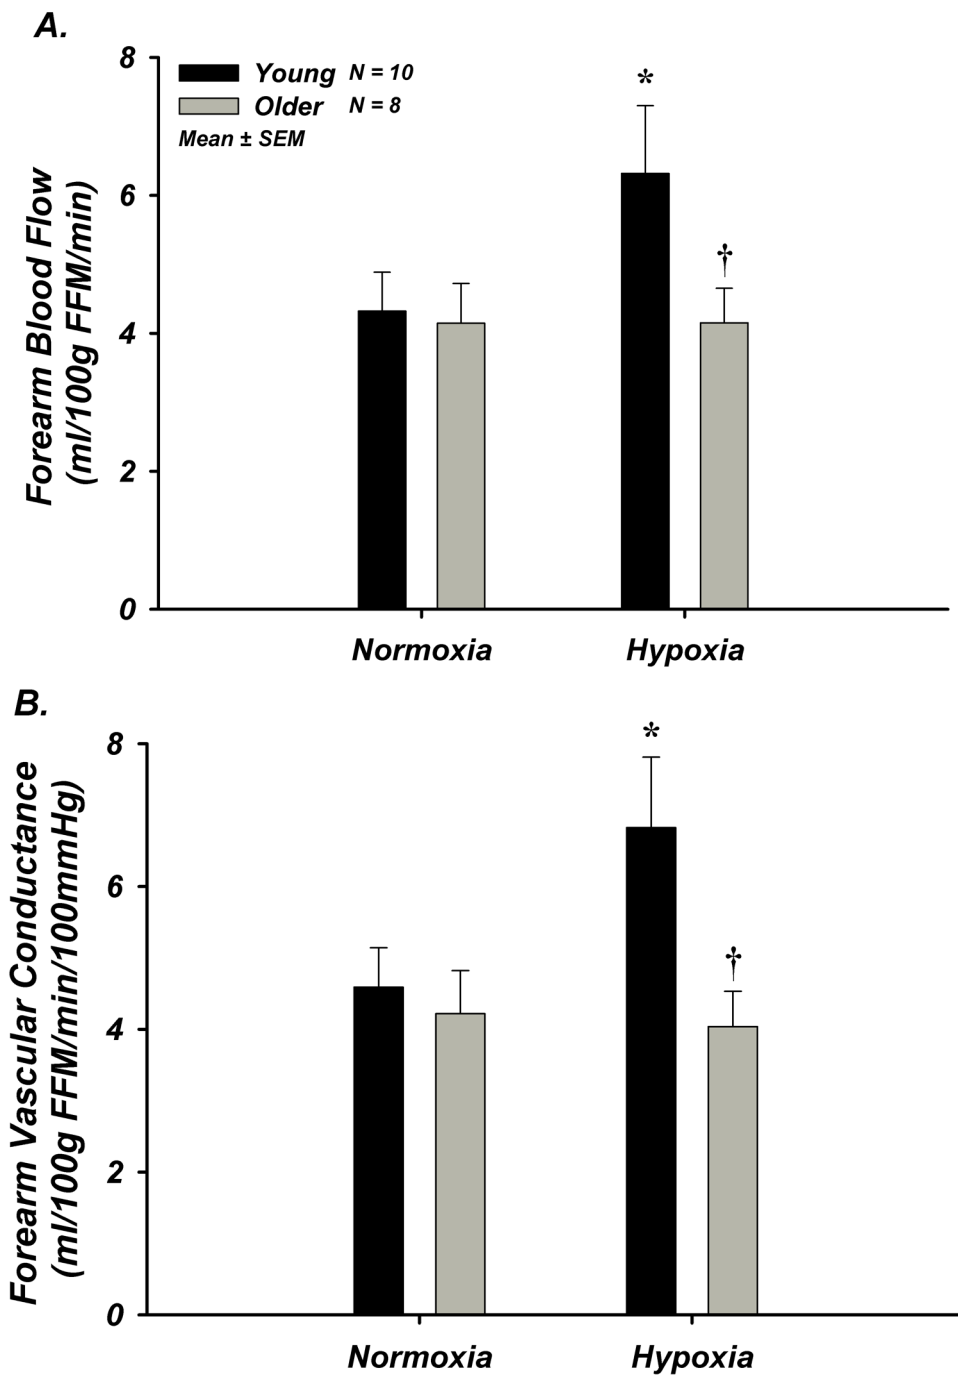 A.
Forearm Blood Flow
(ml/100g FFM/min)
8
6
4
2
0
Young N = 10
Older N = 8
Mean ± SEM
*
†
Normoxia Hypoxia
B.
Forearm Vascular Conductance
(ml/100g FFM/min/100mmHg)
8
6
4
2
0
*
†
Normoxia Hypoxia